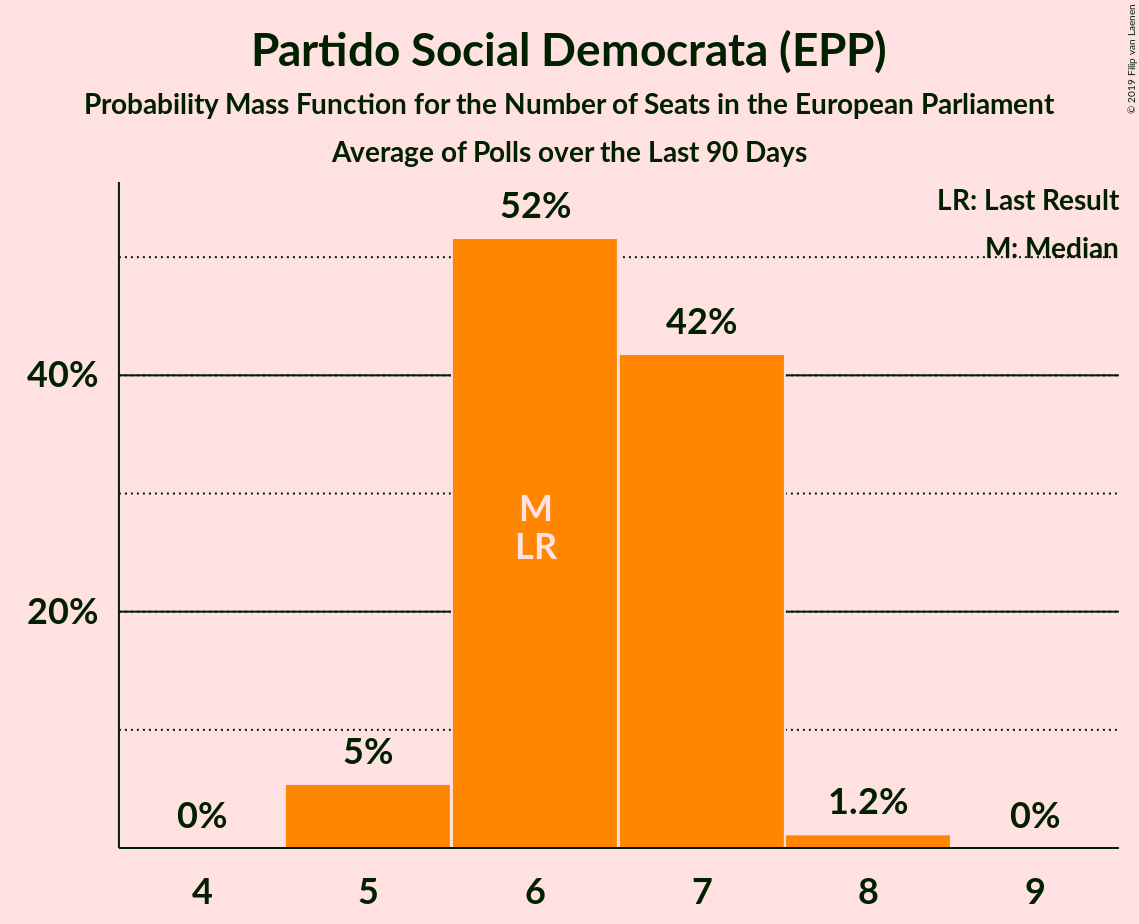 Partido Social Democrata (EPP)
Probability Mass Function for the Number of Seats in the European Parliament
Average of Polls over the Last 90 Days
© 2019 Filip van Laenen
LR: Last Result
M: Median
52%
42%
40%
M
LR
20%
5%
0%
1.2%
0%
4 5 6 7 8 9